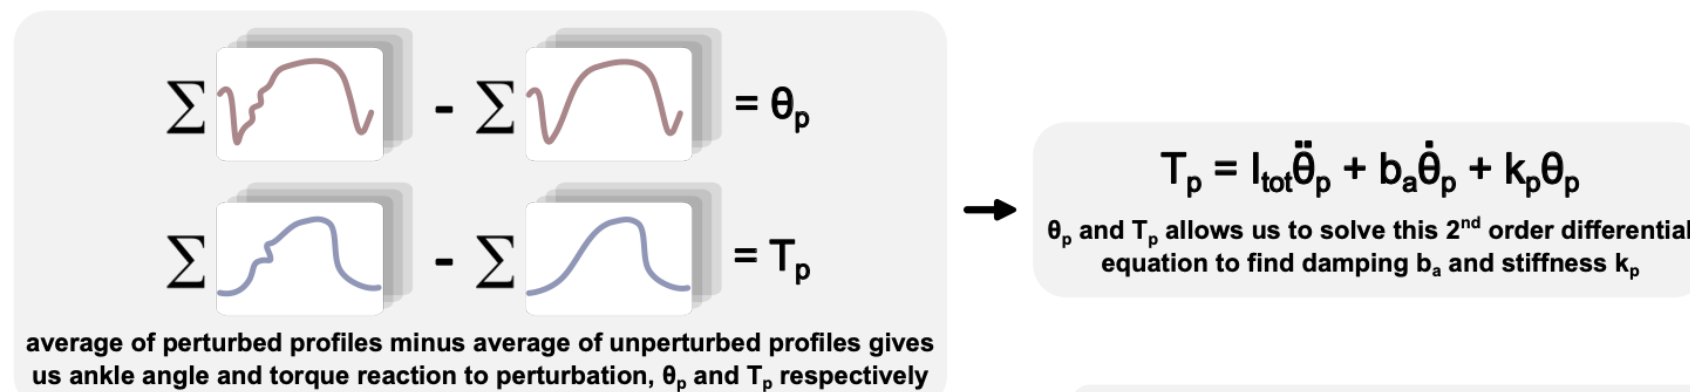 ∑ - ∑ = θₚ
∑ - ∑ = Tₚ
average of perturbed profiles minus average of unperturbed profiles gives
us ankle angle and torque reaction to perturbation, θₚ and Tₚ respectively
Tₚ = Iₜₒₜθ̈ₚ + bₐθ̇ₚ + kₚθₚ
θₚ and Tₚ allows us to solve this 2ⁿᵈ order differential
equation to find damping bₐ and stiffness kₚ